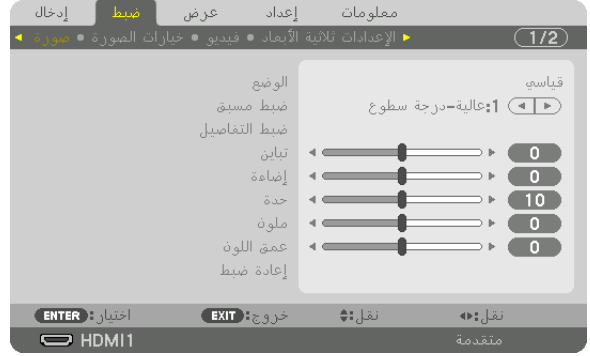 إدخال ضبط عرض إعداد معلومات
صورة ● خيارات الصورة ● فيديو ● الإعدادات ثلاثية الأبعاد 1/2
الوضع قياسي
ضبط مسبق 1:عالية-درجة سطوع
ضبط التفاصيل
تباين 0
إضاءة 0
حدة 10
ملون 0
عمق اللون 0
إعادة ضبط
ENTER:اختيار EXIT:خروج نقل: نقل:
HDMI1 متقدمة